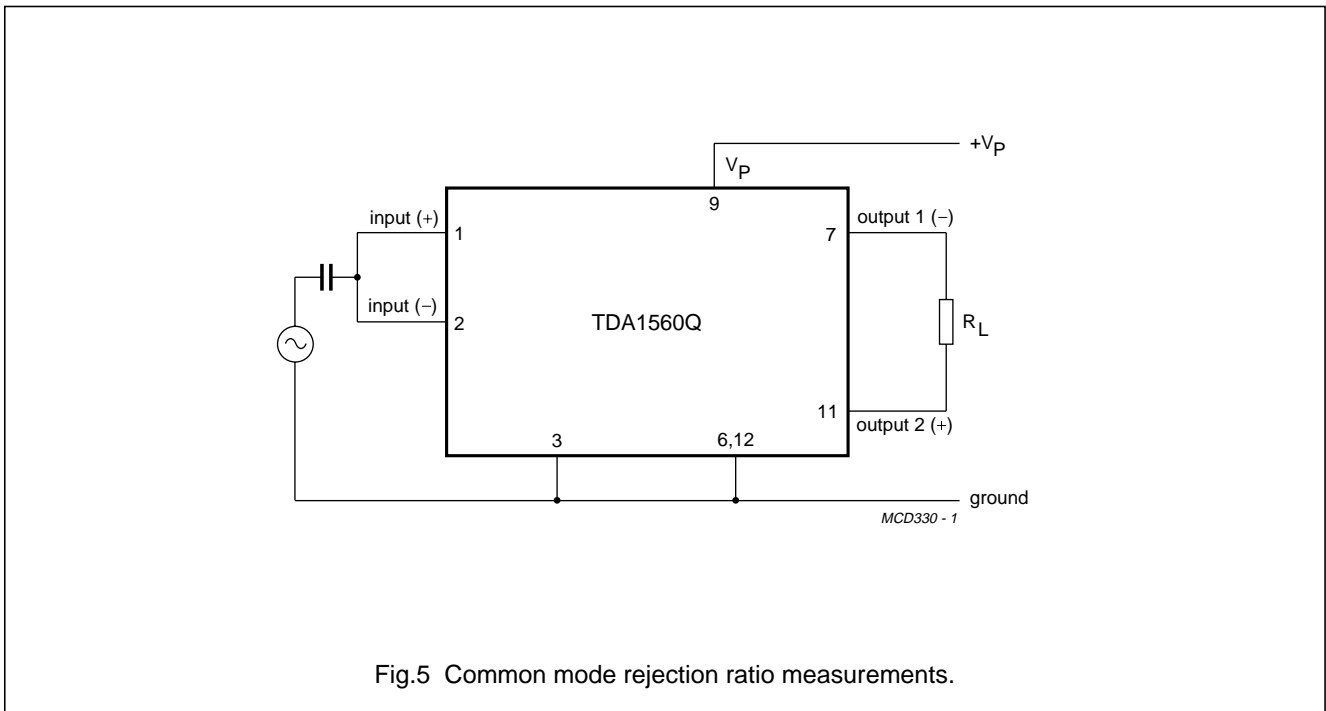 +VP
VP
9
input (+)
output 1 (−)
1
7
input (−)
2
TDA1560Q
RL
11
output 2 (+)
3
6,12
ground
MCD330 - 1
Fig.5 Common mode rejection ratio measurements.